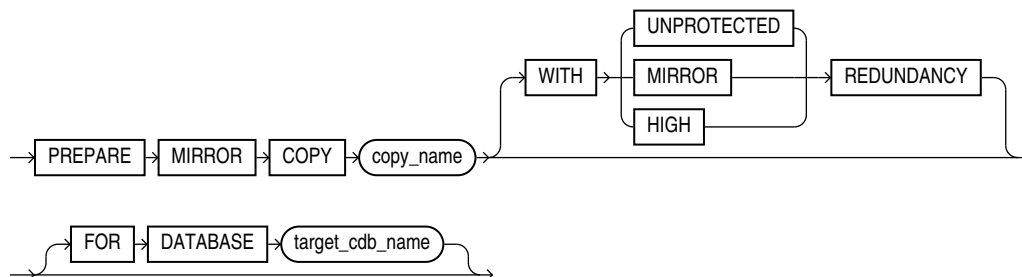 UNPROTECTED
WITH MIRROR REDUNDANCY
HIGH
PREPARE MIRROR COPY copy_name
FOR DATABASE target_cdb_name